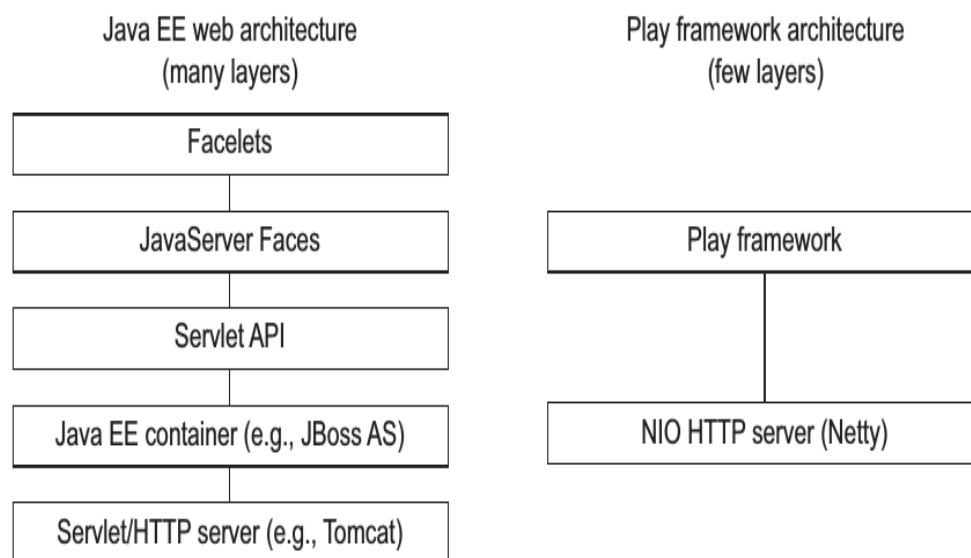 Java EE web architecture
(many layers)
Facelets
JavaServer Faces
Servlet API
Java EE container (e.g., JBoss AS)
Servlet/HTTP server (e.g., Tomcat)
Play framework architecture
(few layers)
Play framework
NIO HTTP server (Netty)